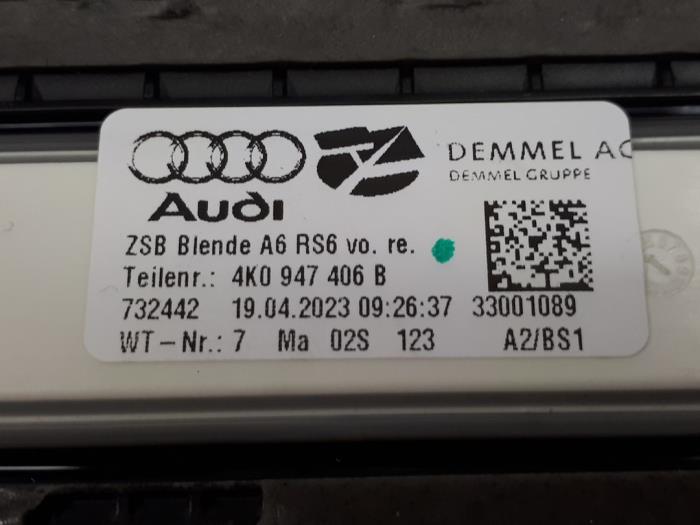 DEMMEL AG
DEMMEL GRUPPE
Audi
ZSB Blende A6 RS6 vo. re.
Teilenr.: 4K0 947 406 B
732442 19.04.2023 09:26:37 33001089
WT-Nr.: 7 Ma 02S 123 A2/BS1